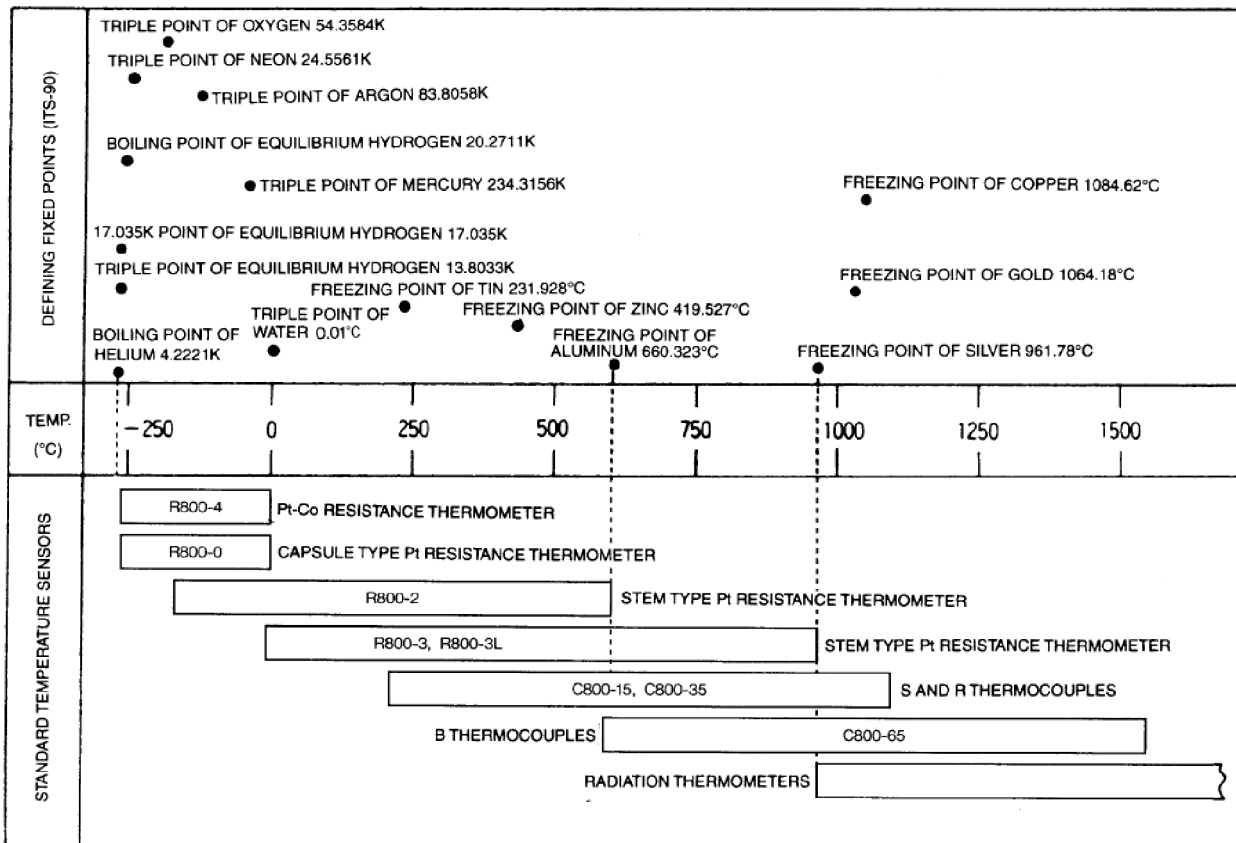 DEFINING FIXED POINTS (ITS-90)
TRIPLE POINT OF OXYGEN 54.3584K
TRIPLE POINT OF NEON 24.5561K
TRIPLE POINT OF ARGON 83.8058K
BOILING POINT OF EQUILIBRIUM HYDROGEN 20.2711K
TRIPLE POINT OF MERCURY 234.3156K
FREEZING POINT OF COPPER 1084.62°C
17.035K POINT OF EQUILIBRIUM HYDROGEN 17.035K
TRIPLE POINT OF EQUILIBRIUM HYDROGEN 13.8033K
FREEZING POINT OF GOLD 1064.18°C
FREEZING POINT OF TIN 231.928°C
FREEZING POINT OF ZINC 419.527°C
TRIPLE POINT OF
WATER 0.01°C
BOILING POINT OF
HELIUM 4.2221K
FREEZING POINT OF
ALUMINUM 660.323°C
FREEZING POINT OF SILVER 961.78°C
TEMP.
(°C)
-250 0 250 500 750 1000 1250 1500
STANDARD TEMPERATURE SENSORS
R800-4 Pt-Co RESISTANCE THERMOMETER
R800-0 CAPSULE TYPE Pt RESISTANCE THERMOMETER
R800-2 STEM TYPE Pt RESISTANCE THERMOMETER
R800-3, R800-3L STEM TYPE Pt RESISTANCE THERMOMETER
C800-15, C800-35 S AND R THERMOCOUPLES
B THERMOCOUPLES C800-65
RADIATION THERMOMETERS